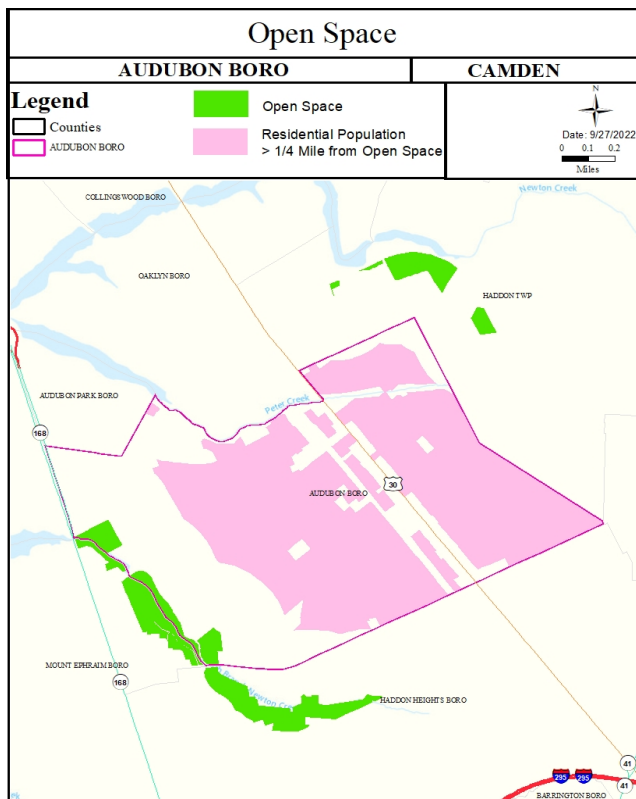 Open Space
AUDUBON BORO
CAMDEN
Legend
Counties
AUDUBON BORO
Open Space
Residential Population
> 1/4 Mile from Open Space
N
Date: 9/27/2022
0 0.1 0.2
Miles
COLLINGSWOOD BORO
Newton Creek
OAKLYN BORO
HADDON TWP
AUDUBON PARK BORO
Peter Creek
168
30
AUDUBON BORO
MOUNT EPHRAIM BORO
168
Newton
HADDON HEIGHTS BORO
41
295 295
41
BARRINGTON BORO